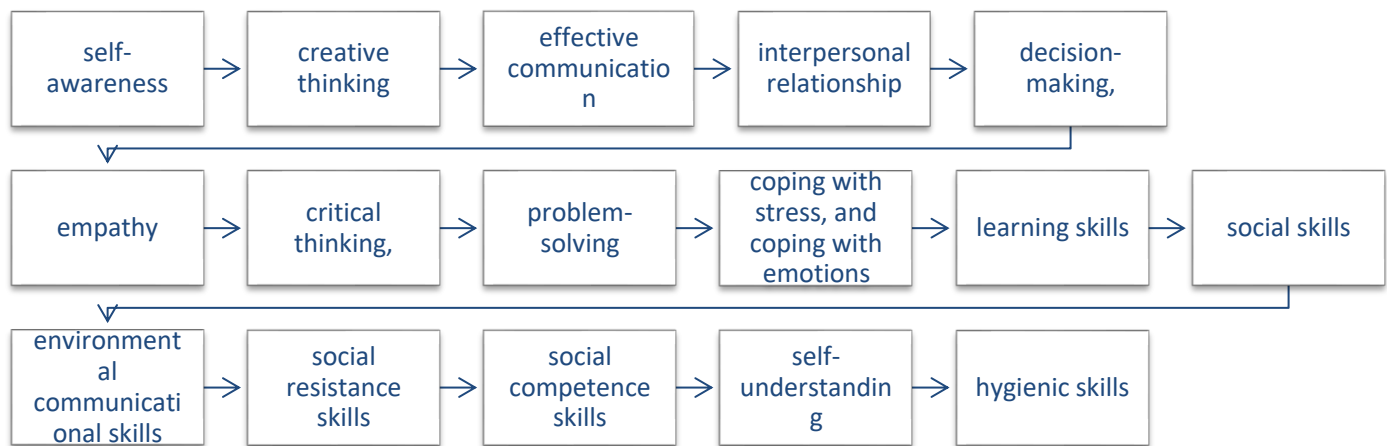 self-
awareness
creative
thinking
effective
communicatio
n
interpersonal
relationship
decision-
making,
empathy
critical
thinking,
problem-
solving
coping with
stress, and
coping with
emotions
learning skills
social skills
environment
al
communicati
onal skills
social
resistance
skills
social
competence
skills
self-
understandin
g
hygienic skills